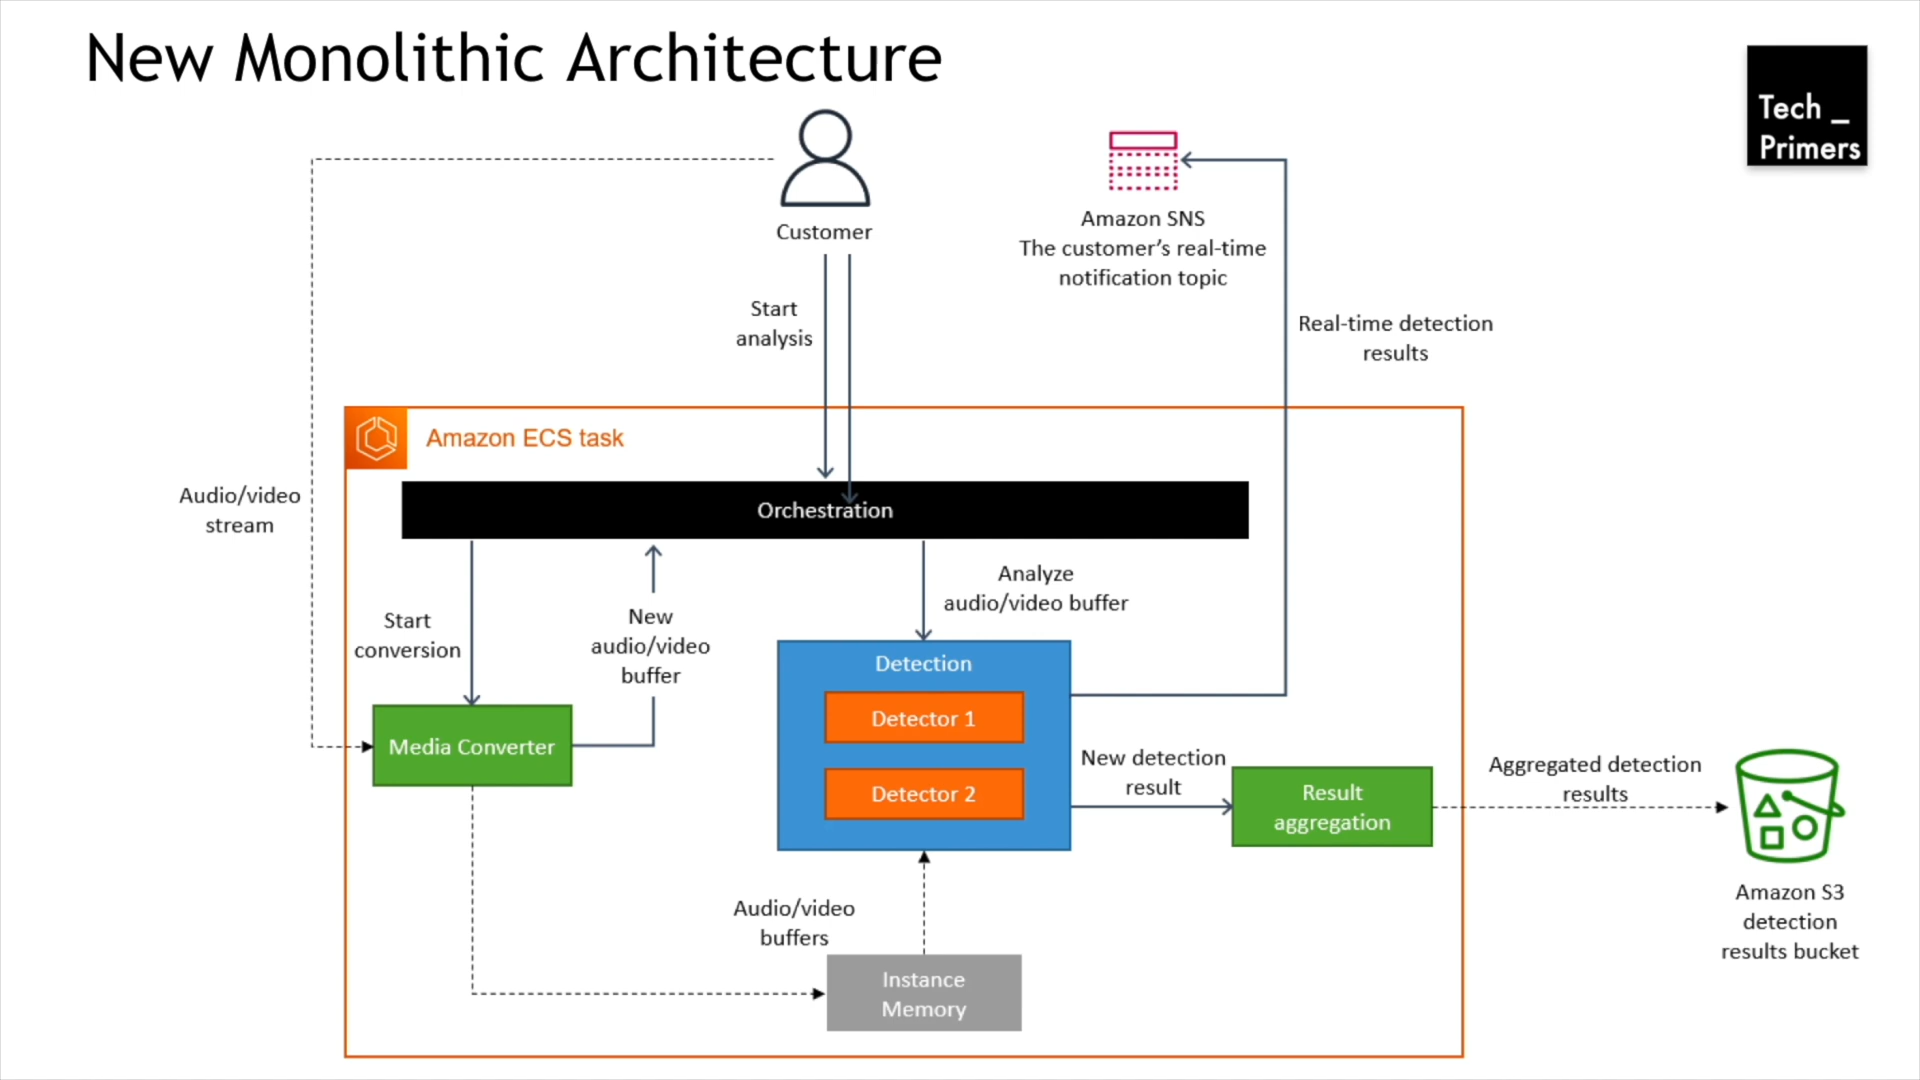 New Monolithic Architecture
Tech _
Primers
Customer
Amazon SNS
The customer’s real-time
notification topic
Start
analysis
Real-time detection
results
Amazon ECS task
Audio/video
stream
Orchestration
Analyze
audio/video buffer
Start
conversion
New
audio/video
buffer
Detection
Detector 1
Media Converter
Detector 2
New detection
result
Result
aggregation
Aggregated detection
results
Amazon S3
detection
results bucket
Audio/video
buffers
Instance
Memory